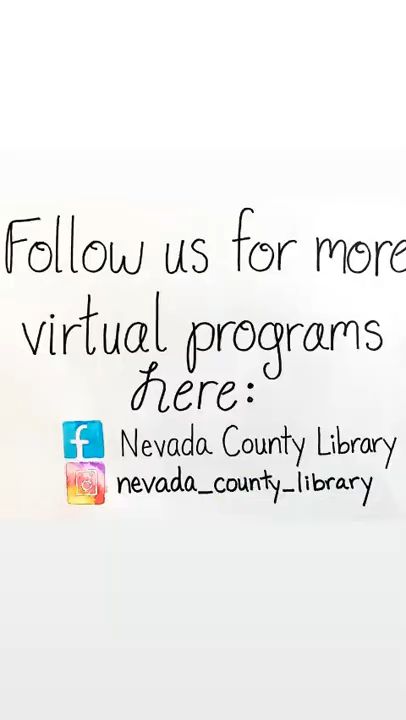 Follow us for more
virtual programs
here:
f Nevada County Library
nevada_county_library